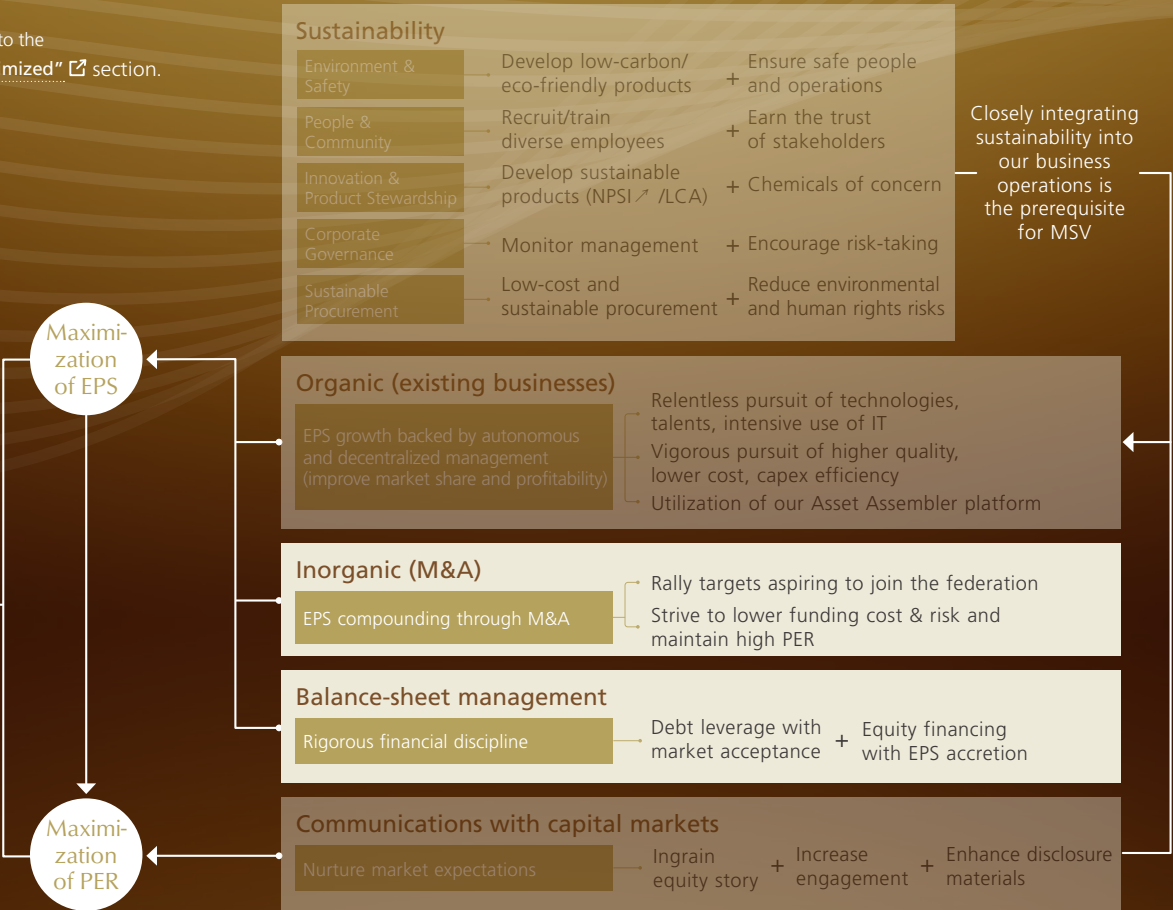 to the
mized" section.
Sustainability
Environment &
Safety
Develop low-carbon/
eco-friendly products
+
Ensure safe people
and operations
People &
Community
Recruit/train
diverse employees
+
Earn the trust
of stakeholders
Innovation &
Product Stewardship
Develop sustainable
products (NPSI↗ /LCA)
+
Chemicals of concern
Corporate
Governance
Monitor management
+
Encourage risk-taking
Sustainable
Procurement
Low-cost and
sustainable procurement
+
Reduce environmental
and human rights risks
Closely integrating
sustainability into
our business
operations is
the prerequisite
for MSV
Maximi-
zation
of EPS
Organic (existing businesses)
EPS growth backed by autonomous
and decentralized management
(improve market share and profitability)
Relentless pursuit of technologies,
talents, intensive use of IT
Vigorous pursuit of higher quality,
lower cost, capex efficiency
Utilization of our Asset Assembler platform
Inorganic (M&A)
EPS compounding through M&A
Rally targets aspiring to join the federation
Strive to lower funding cost & risk and
maintain high PER
Balance-sheet management
Rigorous financial discipline
Debt leverage with
market acceptance
+
Equity financing
with EPS accretion
Maximi-
zation
of PER
Communications with capital markets
Nurture market expectations
Ingrain
equity story
+
Increase
engagement
+
Enhance disclosure
materials